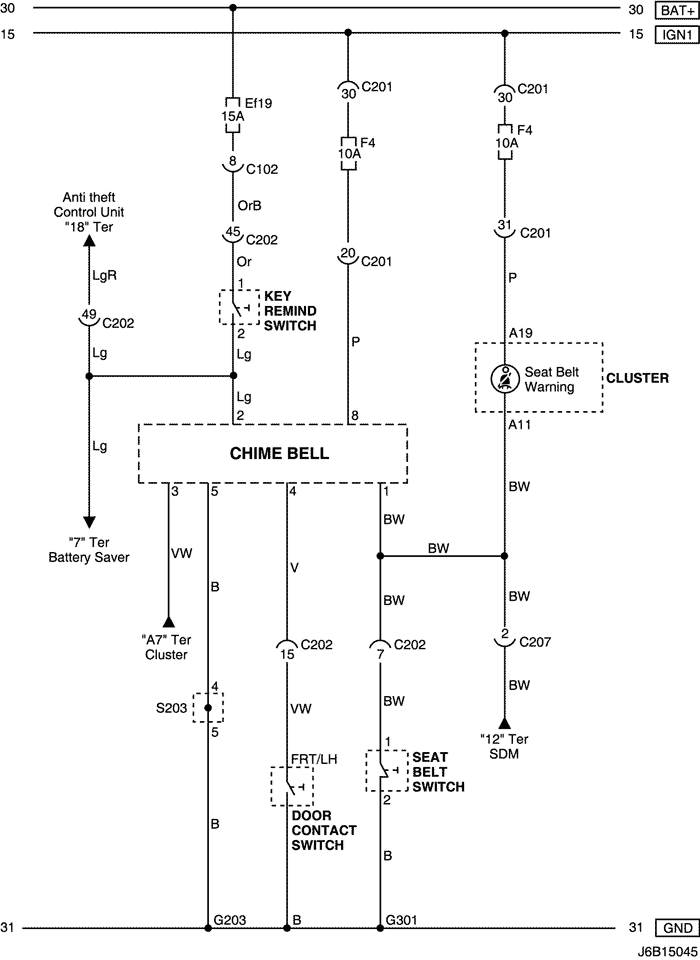 30
30 BAT+
15
15 IGN1
C201
30
C201
30
Ef19
15A
F4
10A
F4
10A
8
C102
Anti theft
Control Unit
"18" Ter
OrB
45
C202
31
C201
20
C201
Or
LgR
P
1
KEY
REMIND
SWITCH
49
C202
2
A19
P
Lg
Lg
Seat Belt
Warning
CLUSTER
Lg
2
8
A11
CHIME BELL
Lg
3
5
4
1
BW
BW
"7" Ter
Battery Saver
VW
BW
V
B
BW
BW
"A7" Ter
Cluster
2
C207
C202
15
C202
7
4
S203
5
BW
BW
VW
"12" Ter
SDM
1
SEAT
BELT
SWITCH
2
FRT/LH
DOOR
CONTACT
SWITCH
B
B
G203
B
G301
31
31 GND
J6B15045